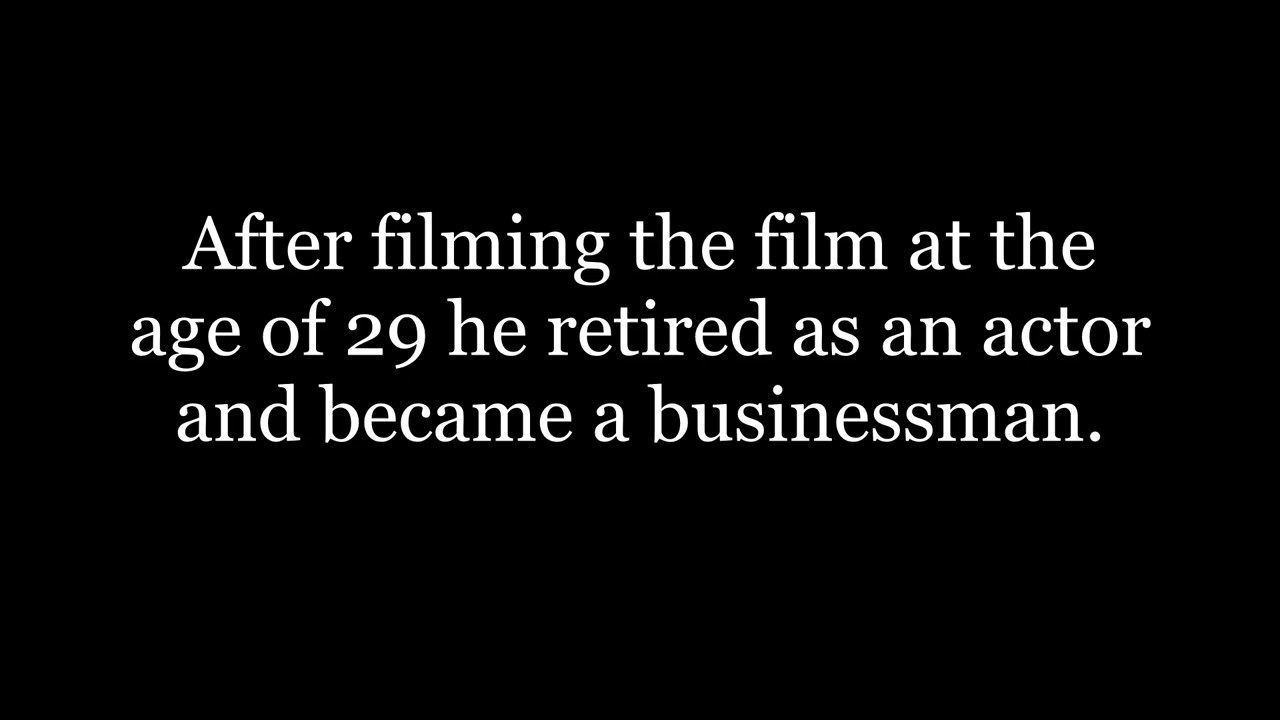 After filming the film at the
age of 29 he retired as an actor
and became a businessman.